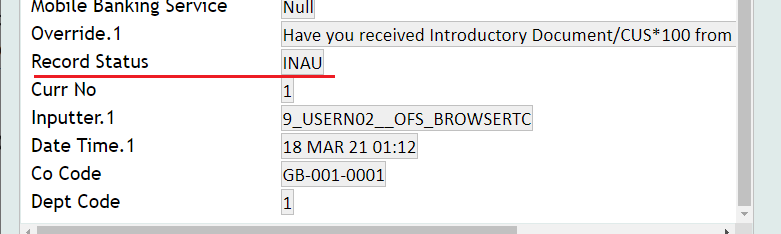 Mobile Banking Service Null
Override.1 Have you received Introductory Document/CUS*100 from
Record Status INAU
Curr No 1
Inputter.1 9_USERN02__OFS_BROWSERTC
Date Time.1 18 MAR 21 01:12
Co Code GB-001-0001
Dept Code 1